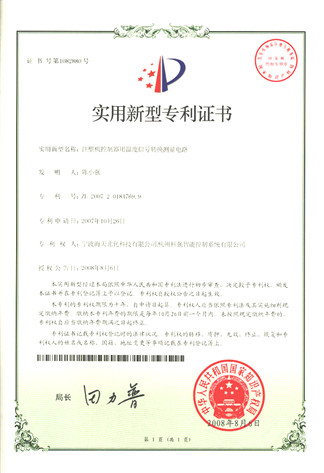 证 书 号 第1082980号
实用新型专利证书
实用新型名称：注塑机控制器用温度信号转换测量电路
发 明 人：陈小强
专 利 号：ZL 2007 2 0184769.9
专利申请日：2007年10月26日
专 利 权 人：宁波海天北化科技有限公司;杭州科强智能控制系统有限公司
授权公告日：2008年8月6日
本实用新型经过本局依照中华人民共和国专利法进行初步审查，决定授予专利权，颁发
本证书并在专利登记簿上予以登记。专利权自授权公告之日起生效。
本专利的专利权期限为十年，自申请日起算。专利权人应当依照专利法及其实施细则规
定缴纳年费。缴纳本专利年费的期限是每年10月26日前一个月内。未按照规定缴纳年费的，
专利权自应当缴纳年费期满之日起终止。
专利证书记载专利权登记时的法律状况。专利权的转移、质押、无效、终止、恢复和专利
权人的姓名或名称、国籍、地址变更等事项记载在专利登记簿上。
局长 田力普
中华人民共和国国家知识产权局
2008年8月6日
第 1 页（共 1 页）